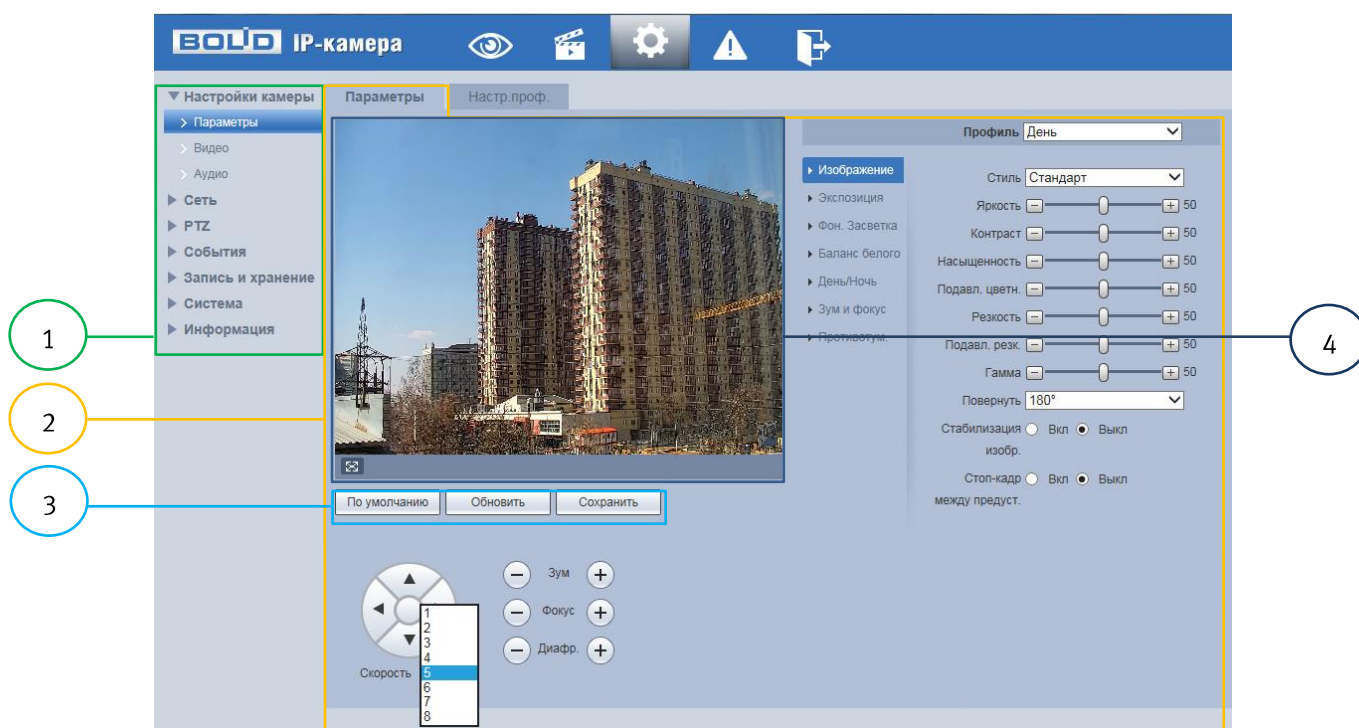 BOLID IP-камера
Настройки камеры
Параметры
Видео
Аудио
Сеть
PTZ
События
Запись и хранение
Система
Информация
Параметры
Настр.проф.
Профиль День
Изображение
Экспозиция
Фон. Засветка
Баланс белого
День/Ночь
Зум и фокус
Противотум.
Стиль Стандарт
Яркость 50
Контраст 50
Насыщенность 50
Подавл. цветн. 50
Резкость 50
Подавл. резк. 50
Гамма 50
Повернуть 180°
Стабилизация Вкл Выкл
изобр.
Стоп-кадр Вкл Выкл
между предуст.
По умолчанию Обновить Сохранить
Зум
Фокус
Диафр.
Скорость
1
2
3
4
5
6
7
8
1
2
3
4